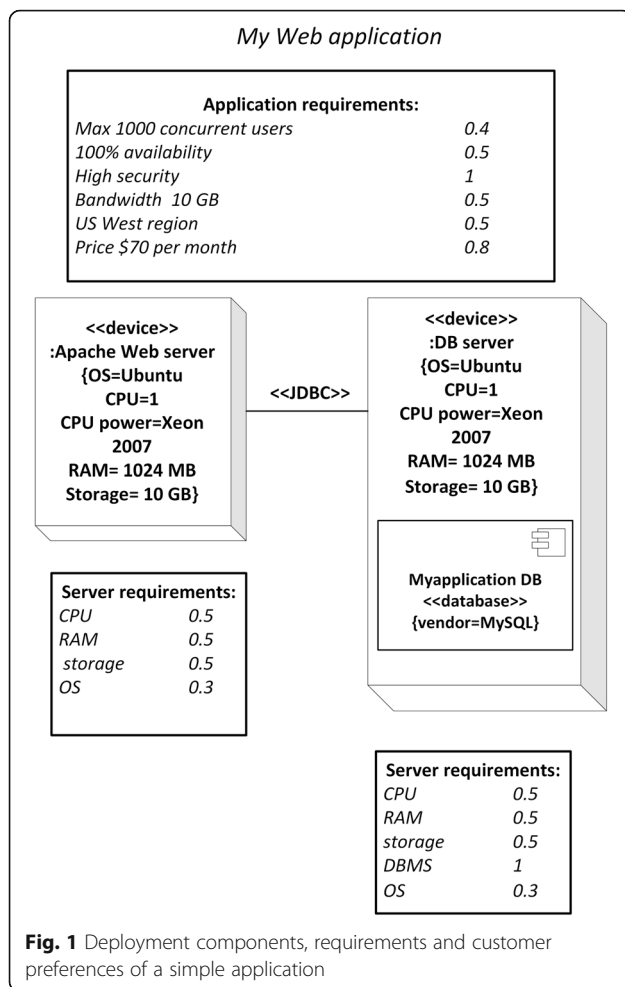 My Web application
Application requirements:
Max 1000 concurrent users 0.4
100% availability 0.5
High security 1
Bandwidth 10 GB 0.5
US West region 0.5
Price $70 per month 0.8
<<device>>
:Apache Web server
{OS=Ubuntu
CPU=1
CPU power=Xeon
2007
RAM= 1024 MB
Storage= 10 GB}
<<JDBC>>
<<device>>
:DB server
{OS=Ubuntu
CPU=1
CPU power=Xeon
2007
RAM= 1024 MB
Storage= 10 GB}
Myapplication DB
<<database>>
{vendor=MySQL}
Server requirements:
CPU 0.5
RAM 0.5
storage 0.5
OS 0.3
Server requirements:
CPU 0.5
RAM 0.5
storage 0.5
DBMS 1
OS 0.3
Fig. 1 Deployment components, requirements and customer
preferences of a simple application